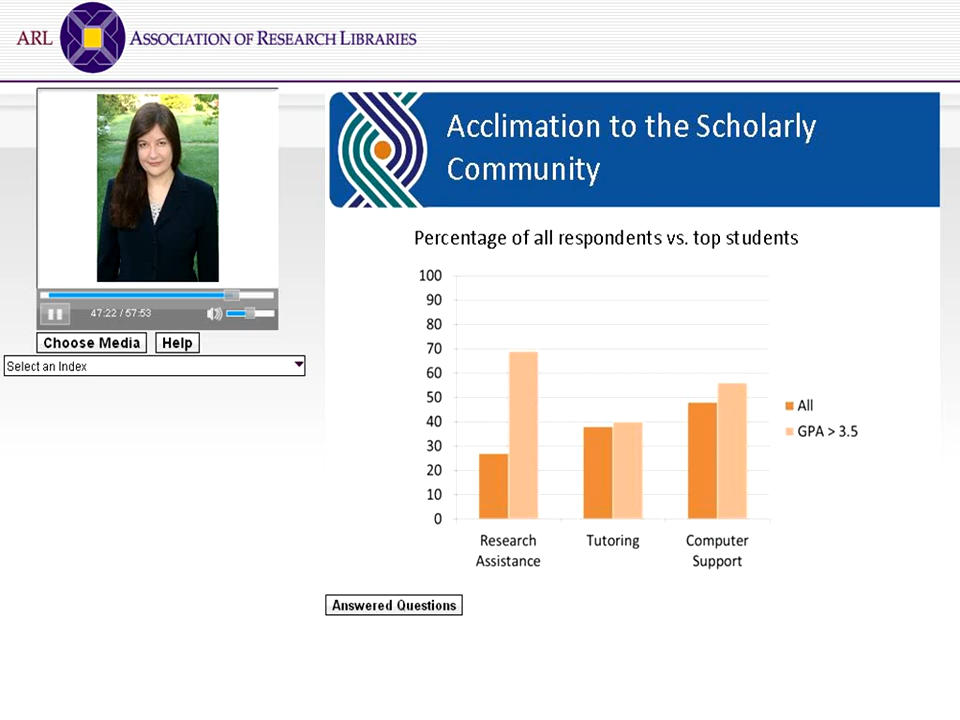 ARL ASSOCIATION OF RESEARCH LIBRARIES
47:22 / 57:53
Choose Media
Help
Select an Index
Acclimation to the Scholarly
Community
Percentage of all respondents vs. top students
100
90
80
70
60
50
40
30
20
10
0
Research
Assistance
Tutoring
Computer
Support
All
GPA > 3.5
Answered Questions